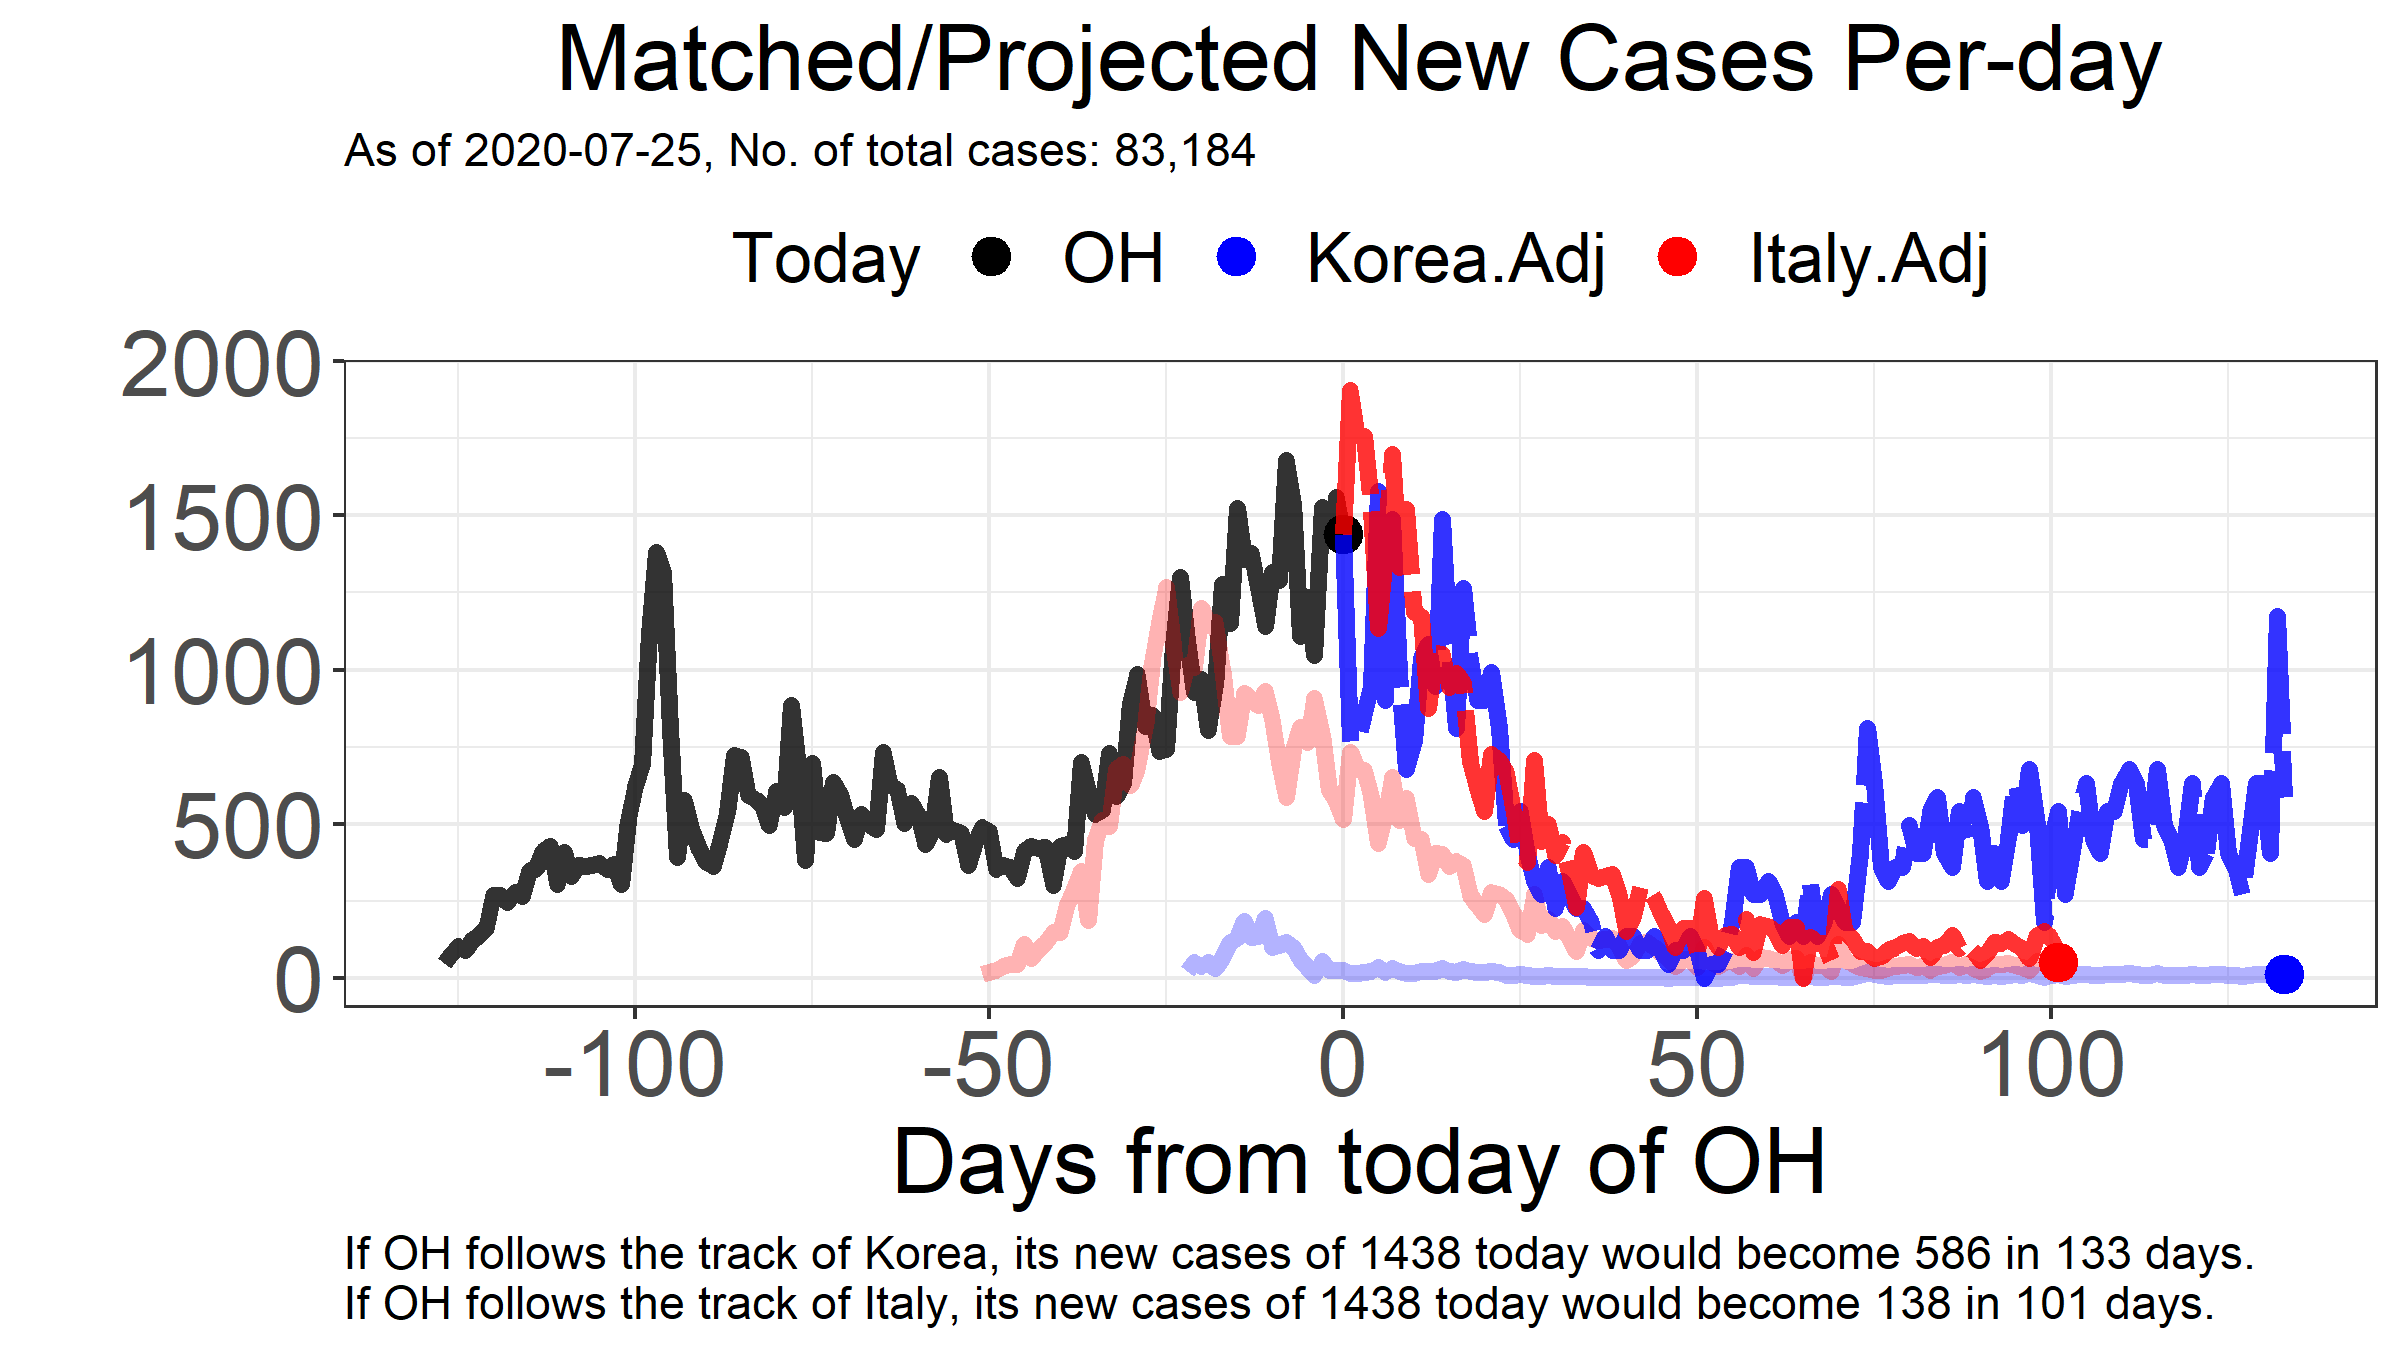 Matched/Projected New Cases Per-day
As of 2020-07-25, No. of total cases: 83,184
Today OH Korea.Adj Italy.Adj
2000
1500
1000
500
0
-100 -50 0 50 100
Days from today of OH
If OH follows the track of Korea, its new cases of 1438 today would become 586 in 133 days.
If OH follows the track of Italy, its new cases of 1438 today would become 138 in 101 days.